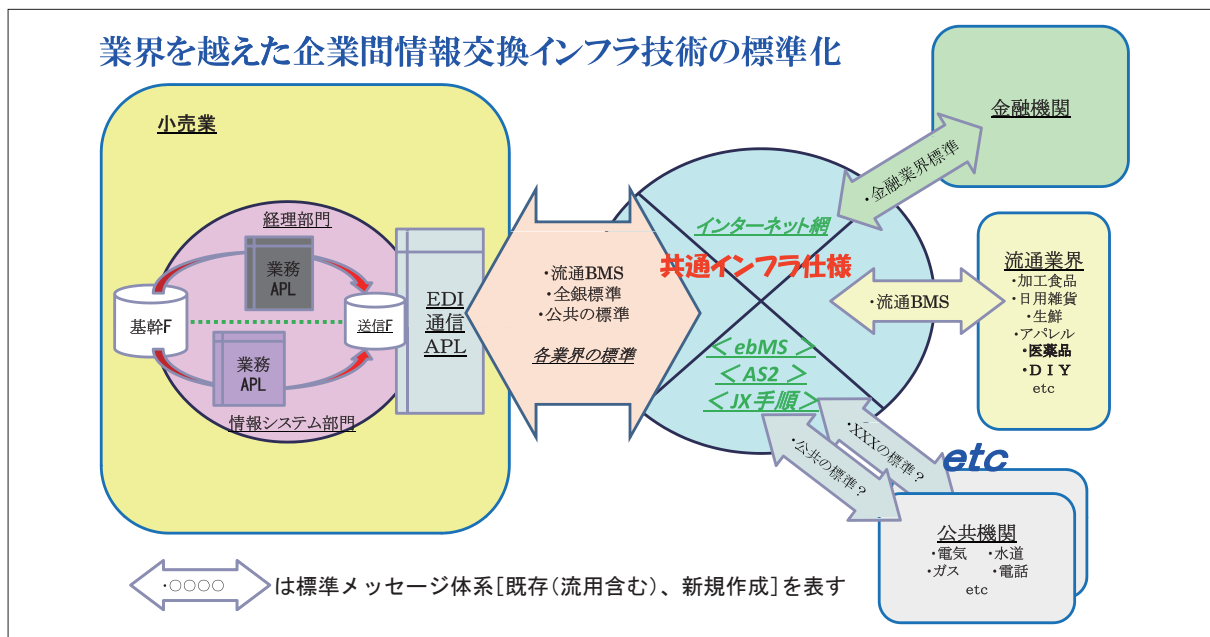 業界を越えた企業間情報交換インフラ技術の標準化
小売業
経理部門
業務
APL
基幹F
送信F
業務
APL
情報システム部門
EDI
通信
APL
・流通BMS
・全銀標準
・公共の標準
各業界の標準
インターネット網
共通インフラ仕様
＜ ebMS ＞
＜ AS2 ＞
＜ JX手順＞
・金融業界標準
金融機関
・流通BMS
流通業界
・加工食品
・日用雑貨
・生鮮
・アパレル
・医薬品
・ＤＩＹ
etc
・XXXの標準？
・公共の標準？
etc
公共機関
・電気 ・水道
・ガス ・電話
etc
・○○○○ は標準メッセージ体系[既存(流用含む)、新規作成]を表す